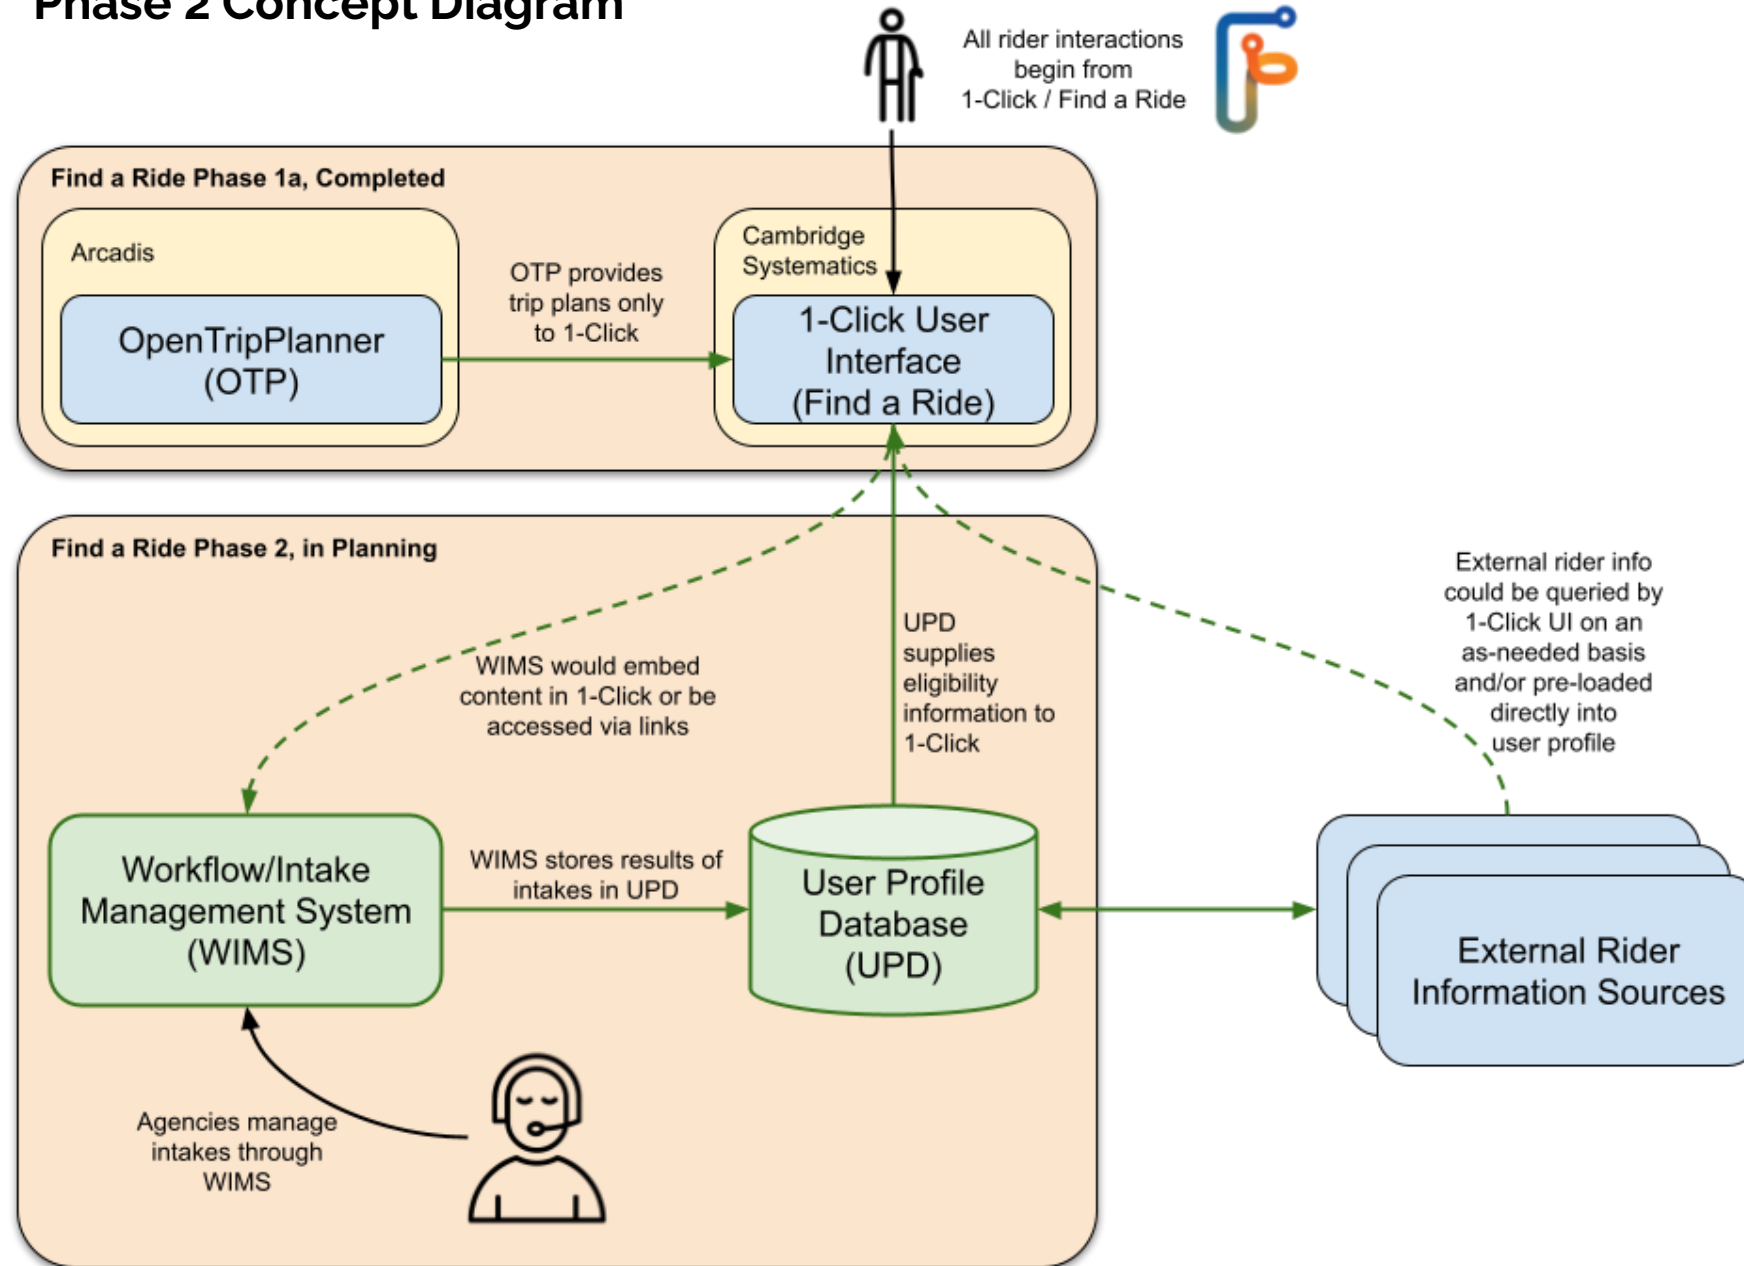 Phase 2 Concept Diagram
All rider interactions
begin from
1-Click / Find a Ride
Find a Ride Phase 1a, Completed
Arcadis
OpenTripPlanner
(OTP)
OTP provides
trip plans only
to 1-Click
Cambridge
Systematics
1-Click User
Interface
(Find a Ride)
Find a Ride Phase 2, in Planning
WIMS would embed
content in 1-Click or be
accessed via links
UPD
supplies
eligibility
information to
1-Click
External rider info
could be queried by
1-Click UI on an
as-needed basis
and/or pre-loaded
directly into
user profile
Workflow/Intake
Management System
(WIMS)
WIMS stores results of
intakes in UPD
User Profile
Database
(UPD)
External Rider
Information Sources
Agencies manage
intakes through
WIMS